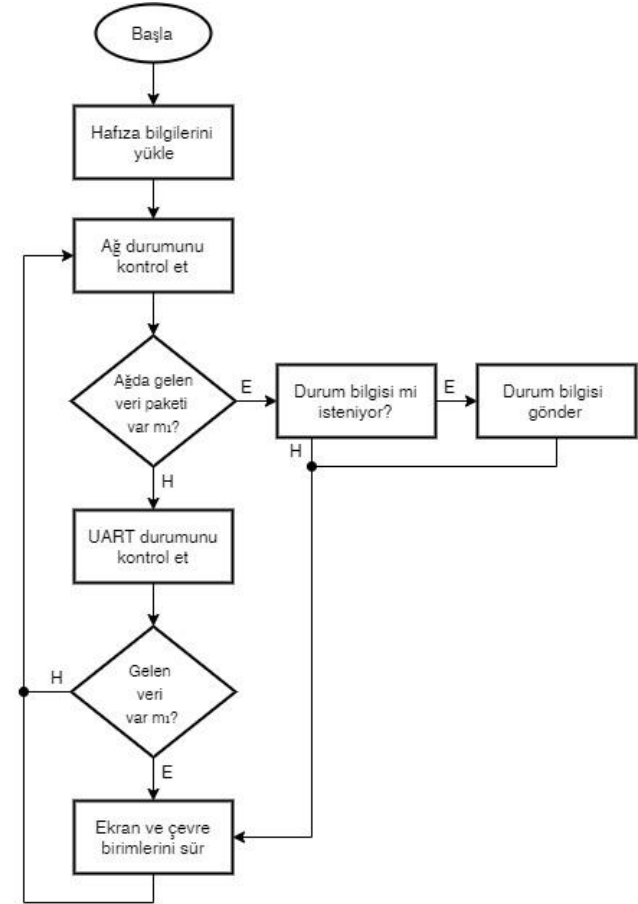 Başla
Hafıza bilgilerini
yükle
Ağ durumunu
kontrol et
Ağda gelen
veri paketi
var mı?
E
Durum bilgisi mi
isteniyor?
E
Durum bilgisi
gönder
H
H
UART durumunu
kontrol et
Gelen
veri
var mı?
H
E
Ekran ve çevre
birimlerini sür